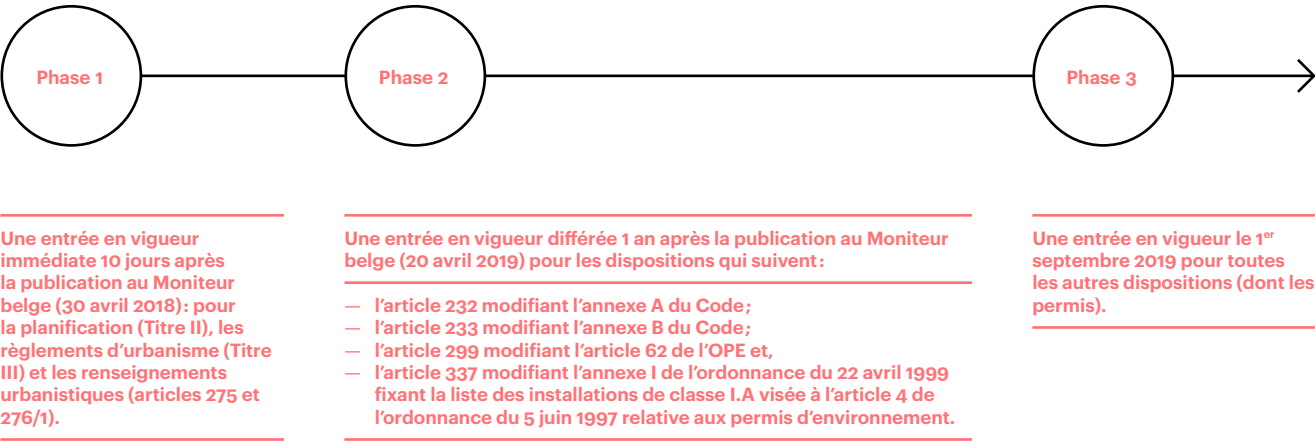 Phase 1
Phase 2
Phase 3
Une entrée en vigueur
immédiate 10 jours après
la publication au Moniteur
belge (30 avril 2018) : pour
la planification (Titre II), les
règlements d’urbanisme (Titre
III) et les renseignements
urbanistiques (articles 275 et
276/1).
Une entrée en vigueur différée 1 an après la publication au Moniteur
belge (20 avril 2019) pour les dispositions qui suivent :
— l’article 232 modifiant l’annexe A du Code ;
— l’article 233 modifiant l’annexe B du Code ;
— l’article 299 modifiant l’article 62 de l’OPE et,
— l’article 337 modifiant l’annexe I de l’ordonnance du 22 avril 1999
fixant la liste des installations de classe I.A visée à l’article 4 de
l’ordonnance du 5 juin 1997 relative aux permis d’environnement.
Une entrée en vigueur le 1er
septembre 2019 pour toutes
les autres dispositions (dont les
permis).